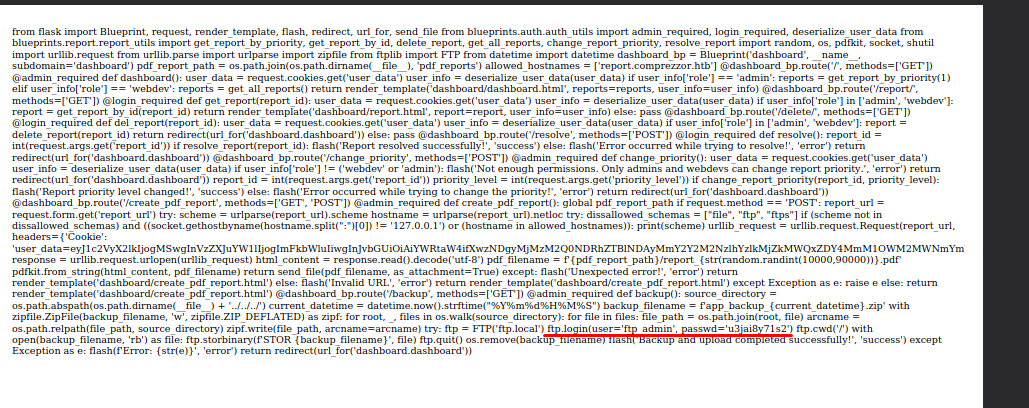 from flask import Blueprint, request, render_template, flash, redirect, url_for, send_file from blueprints.auth.auth_utils import admin_required, login_required, deserialize_user_data from
blueprints.report.report_utils import get_report_by_priority, get_report_by_id, delete_report, get_all_reports, change_report_priority, resolve_report import random, os, pdfkit, socket, shutil
import urllib.request from urllib.parse import urlparse import zipfile from ftplib import FTP from datetime import datetime dashboard_bp = Blueprint('dashboard', __name__,
subdomain='dashboard') pdf_report_path = os.path.join(os.path.dirname(__file__), 'pdf_reports') allowed_hostnames = ['report.comprezzor.htb'] @dashboard_bp.route('/', methods=['GET'])
@admin_required def dashboard(): user_data = request.cookies.get('user_data') user_info = deserialize_user_data(user_data) if user_info['role'] == 'admin': reports = get_report_by_priority(1)
elif user_info['role'] == 'webdev': reports = get_all_reports() return render_template('dashboard/dashboard.html', reports=reports, user_info=user_info) @dashboard_bp.route('/report/',
methods=['GET']) @login_required def get_report(report_id): user_data = request.cookies.get('user_data') user_info = deserialize_user_data(user_data) if user_info['role'] in ['admin', 'webdev']:
report = get_report_by_id(report_id) return render_template('dashboard/report.html', report=report, user_info=user_info) else: pass @dashboard_bp.route('/delete/', methods=['GET'])
@login_required def del_report(report_id): user_data = request.cookies.get('user_data') user_info = deserialize_user_data(user_data) if user_info['role'] in ['admin', 'webdev']: report =
delete_report(report_id) return redirect(url_for('dashboard.dashboard')) else: pass @dashboard_bp.route('/resolve', methods=['POST']) @login_required def resolve(): report_id =
int(request.args.get('report_id')) if resolve_report(report_id): flash('Report resolved successfully!', 'success') else: flash('Error occurred while trying to resolve!', 'error') return
redirect(url_for('dashboard.dashboard')) @dashboard_bp.route('/change_priority', methods=['POST']) @admin_required def change_priority(): user_data = request.cookies.get('user_data')
user_info = deserialize_user_data(user_data) if user_info['role'] != ('webdev' or 'admin'): flash('Not enough permissions. Only admins and webdevs can change report priority.', 'error') return
redirect(url_for('dashboard.dashboard')) report_id = int(request.args.get('report_id')) priority_level = int(request.args.get('priority_level')) if change_report_priority(report_id, priority_level):
flash('Report priority level changed!', 'success') else: flash('Error occurred while trying to change the priority!', 'error') return redirect(url_for('dashboard.dashboard'))
@dashboard_bp.route('/create_pdf_report', methods=['GET', 'POST']) @admin_required def create_pdf_report(): global pdf_report_path if request.method == 'POST': report_url =
request.form.get('report_url') try: scheme = urlparse(report_url).scheme hostname = urlparse(report_url).netloc try: dissallowed_schemas = ["file", "ftp", "ftps"] if (scheme not in
dissallowed_schemas) and ((socket.gethostbyname(hostname.split(":")[0]) != '127.0.0.1') or (hostname in allowed_hostnames)): print(scheme) urllib_request = urllib.request.Request(report_url,
headers={'Cookie':
response = urllib.request.urlopen(urllib_request) html_content = response.read().decode('utf-8') pdf_filename = f'{pdf_report_path}/report_{str(random.randint(10000,90000))}.pdf'
pdfkit.from_string(html_content, pdf_filename) return send_file(pdf_filename, as_attachment=True) except: flash('Unexpected error!', 'error') return
render_template('dashboard/create_pdf_report.html') else: flash('Invalid URL', 'error') return render_template('dashboard/create_pdf_report.html') except Exception as e: raise e else: return
render_template('dashboard/create_pdf_report.html') @dashboard_bp.route('/backup', methods=['GET']) @admin_required def backup(): source_directory =
os.path.abspath(os.path.dirname(__file__) + '../../../') current_datetime = datetime.now().strftime("%Y%m%d%H%M%S") backup_filename = f'app_backup_{current_datetime}.zip' with
zipfile.ZipFile(backup_filename, 'w', zipfile.ZIP_DEFLATED) as zipf: for root, _, files in os.walk(source_directory): for file in files: file_path = os.path.join(root, file) arcname =
os.path.relpath(file_path, source_directory) zipf.write(file_path, arcname=arcname) try: ftp = FTP('ftp.local') ftp.login(user='ftp_admin', passwd='u3jai8y71s2') ftp.cwd('/') with
open(backup_filename, 'rb') as file: ftp.storbinary(f'STOR {backup_filename}', file) ftp.quit() os.remove(backup_filename) flash('Backup and upload completed successfully!', 'success') except
Exception as e: flash(f'Error: {str(e)}', 'error') return redirect(url_for('dashboard.dashboard'))